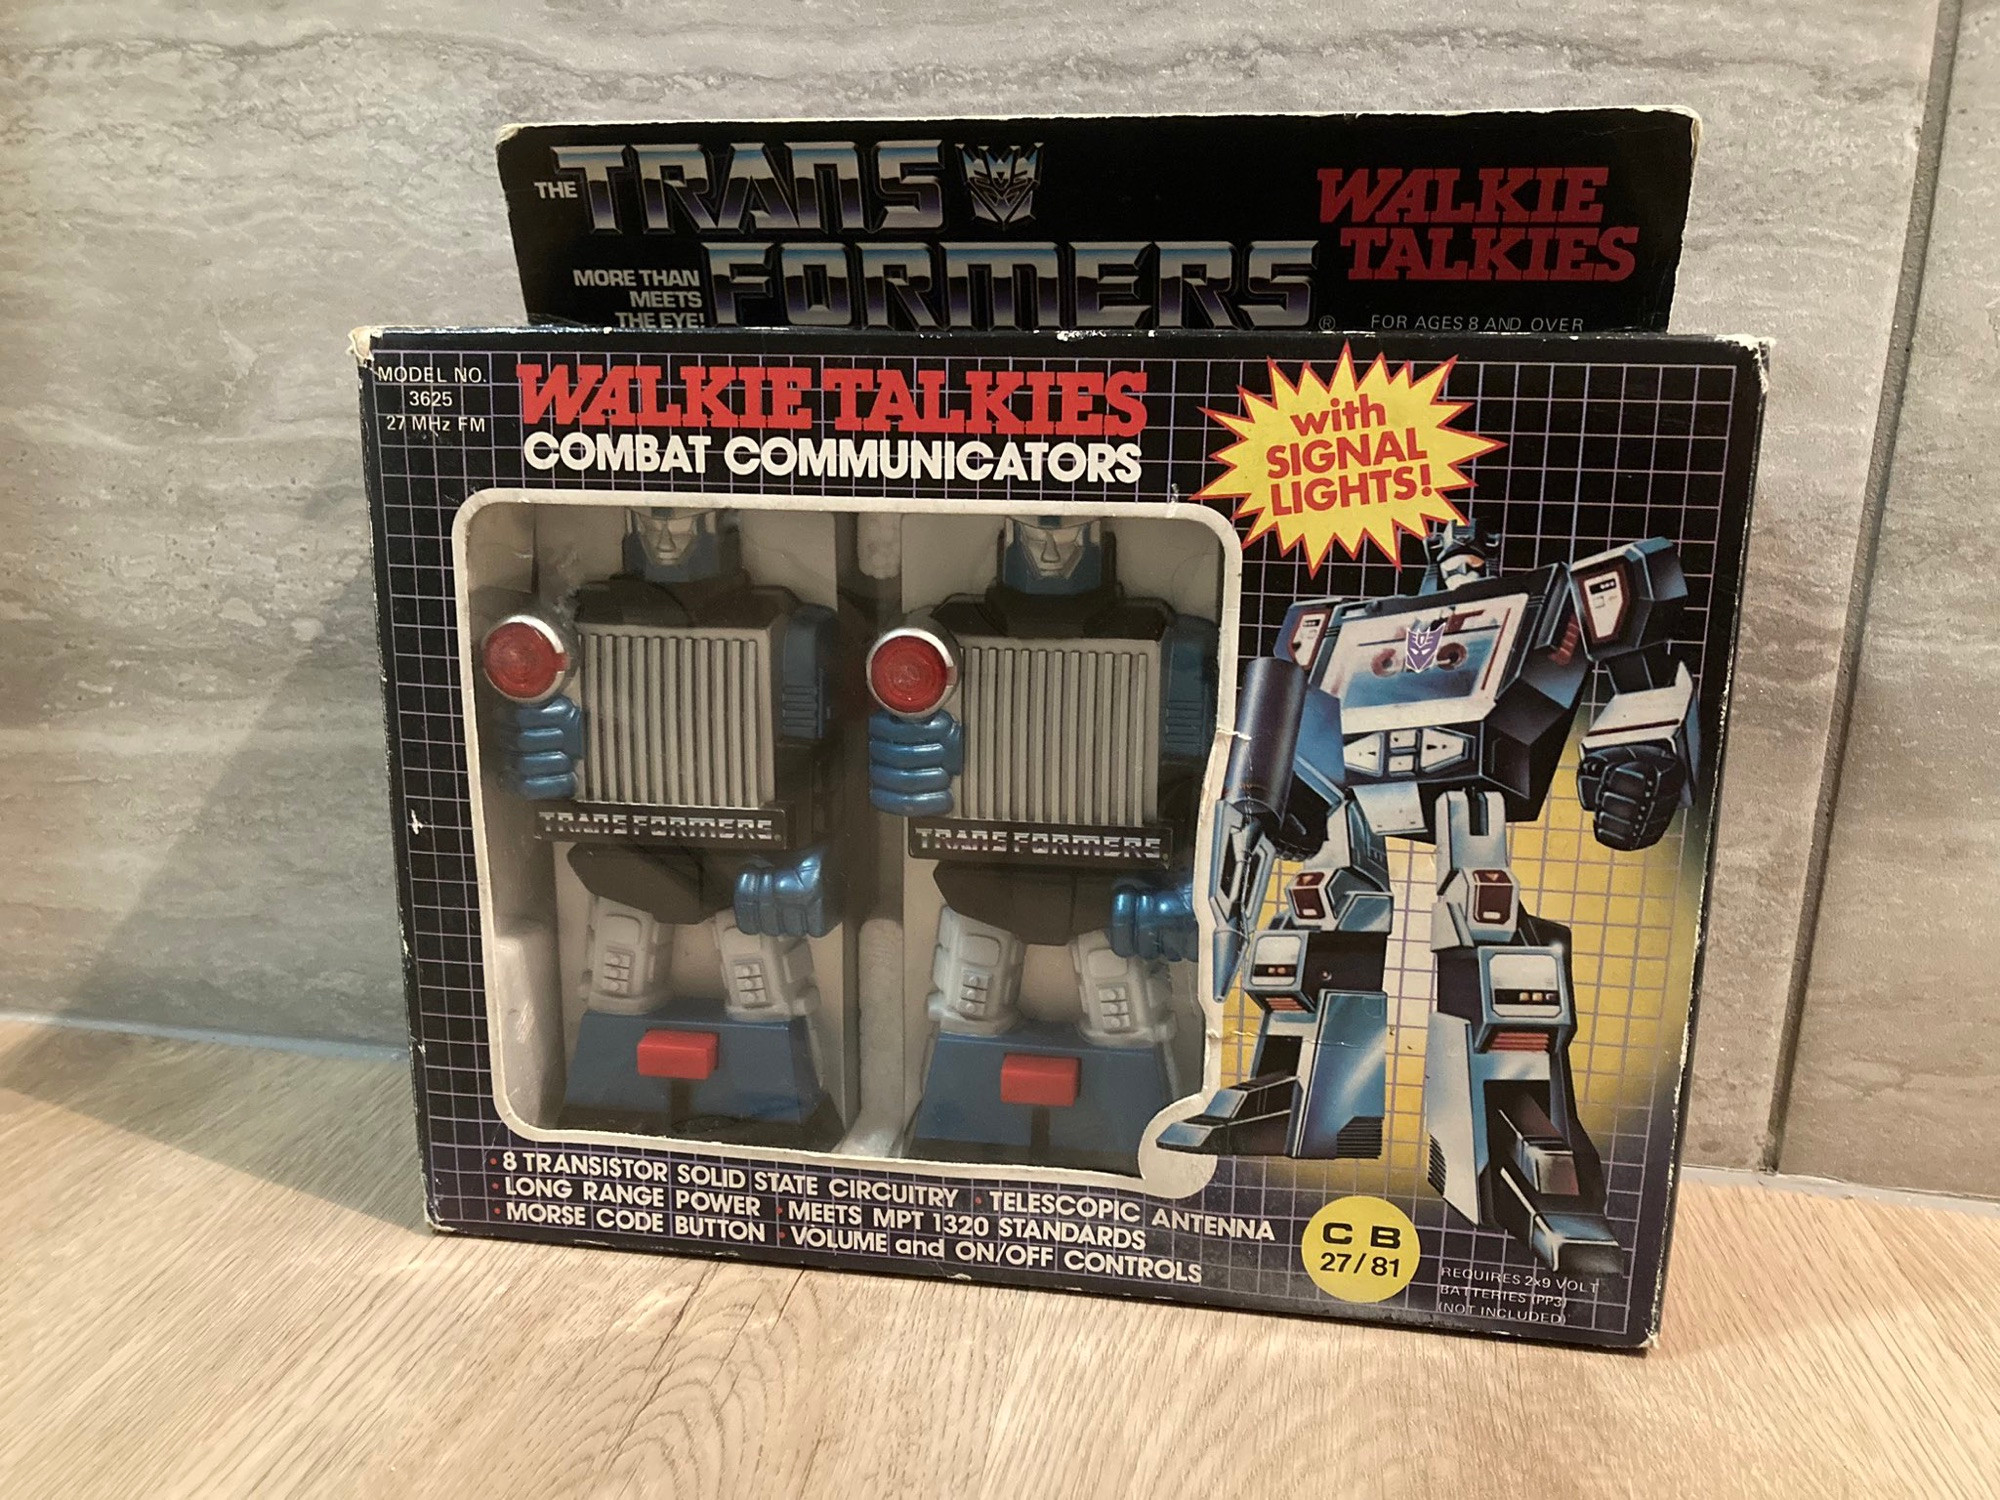 THE TRANS
FORMERS
MORE THAN
MEETS
THE EYE!
®
WALKIE
TALKIES
FOR AGES 8 AND OVER
MODEL NO.
3625
27 MHz FM
WALKIE TALKIES
COMBAT COMMUNICATORS
with
SIGNAL
LIGHTS!
TRANSFORMERS
TRANSFORMERS
• 8 TRANSISTOR SOLID STATE CIRCUITRY • TELESCOPIC ANTENNA
• LONG RANGE POWER • MEETS MPT 1320 STANDARDS
• MORSE CODE BUTTON • VOLUME and ON/OFF CONTROLS
CB
27/81
REQUIRES 2x9 VOLT
BATTERIES (PP3)
(NOT INCLUDED)